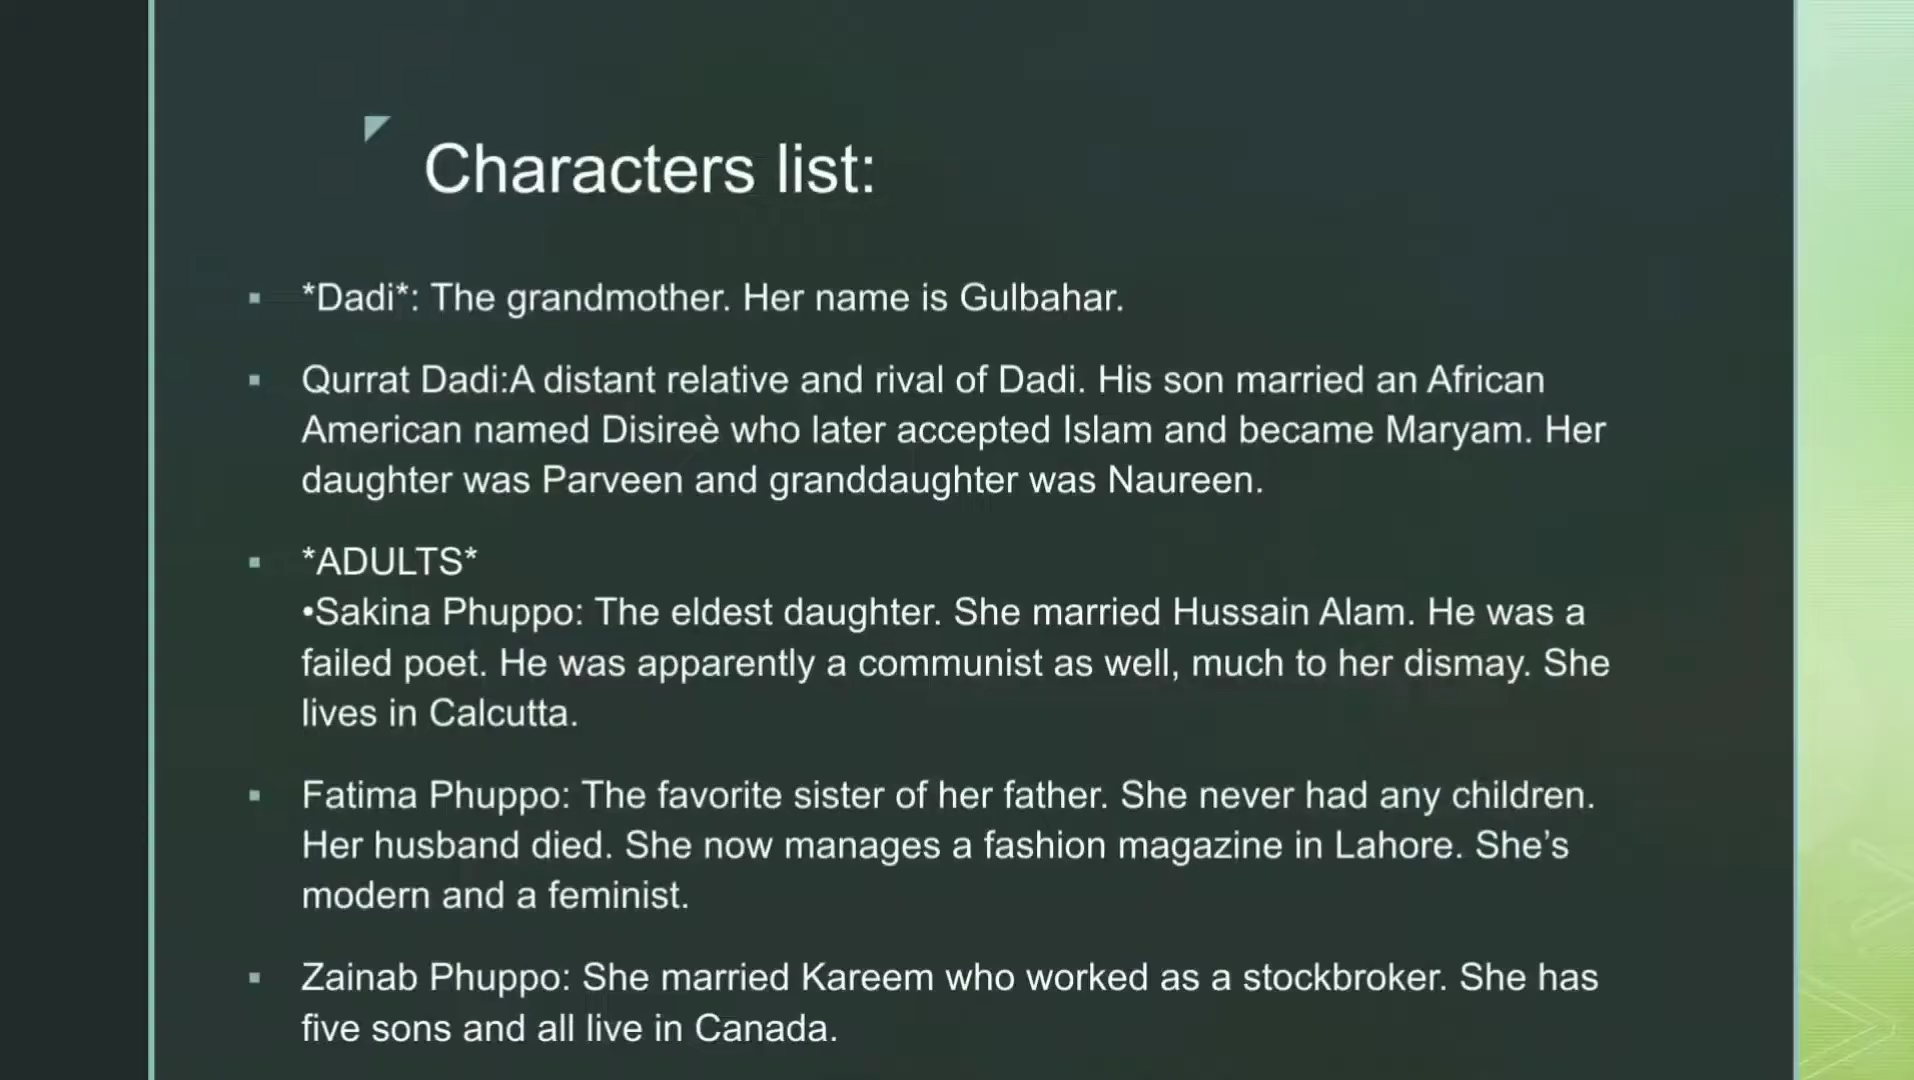 Characters list:
*Dadi*: The grandmother. Her name is Gulbahar.
Qurrat Dadi:A distant relative and rival of Dadi. His son married an African
American named Disireè who later accepted Islam and became Maryam. Her
daughter was Parveen and granddaughter was Naureen.
*ADULTS*
•Sakina Phuppo: The eldest daughter. She married Hussain Alam. He was a
failed poet. He was apparently a communist as well, much to her dismay. She
lives in Calcutta.
Fatima Phuppo: The favorite sister of her father. She never had any children.
Her husband died. She now manages a fashion magazine in Lahore. She’s
modern and a feminist.
Zainab Phuppo: She married Kareem who worked as a stockbroker. She has
five sons and all live in Canada.